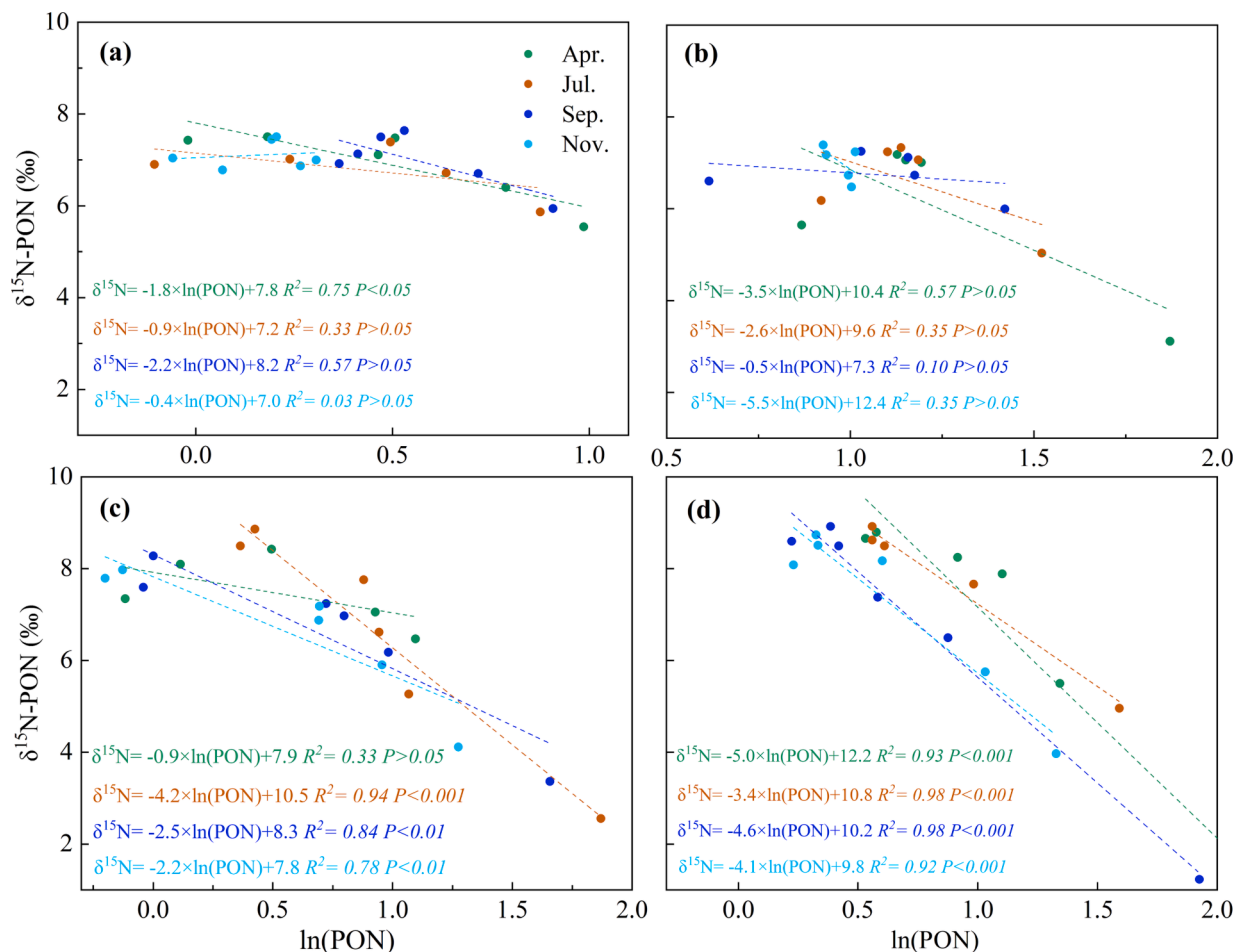 (a)
Apr.
Jul.
Sep.
Nov.
10
8
6
4
2
δ¹⁵N-PON (‰)
δ¹⁵N= -1.8×ln(PON)+7.8 R²= 0.75 P<0.05
δ¹⁵N= -0.9×ln(PON)+7.2 R²= 0.33 P>0.05
δ¹⁵N= -2.2×ln(PON)+8.2 R²= 0.57 P>0.05
δ¹⁵N= -0.4×ln(PON)+7.0 R²= 0.03 P>0.05
0.0 0.5 1.0
(b)
δ¹⁵N= -3.5×ln(PON)+10.4 R²= 0.57 P>0.05
δ¹⁵N= -2.6×ln(PON)+9.6 R²= 0.35 P>0.05
δ¹⁵N= -0.5×ln(PON)+7.3 R²= 0.10 P>0.05
δ¹⁵N= -5.5×ln(PON)+12.4 R²= 0.35 P>0.05
0.5 1.0 1.5 2.0
(c)
10
8
6
4
2
δ¹⁵N-PON (‰)
δ¹⁵N= -0.9×ln(PON)+7.9 R²= 0.33 P>0.05
δ¹⁵N= -4.2×ln(PON)+10.5 R²= 0.94 P<0.001
δ¹⁵N= -2.5×ln(PON)+8.3 R²= 0.84 P<0.01
δ¹⁵N= -2.2×ln(PON)+7.8 R²= 0.78 P<0.01
0.0 0.5 1.0 1.5 2.0
ln(PON)
(d)
δ¹⁵N= -5.0×ln(PON)+12.2 R²= 0.93 P<0.001
δ¹⁵N= -3.4×ln(PON)+10.8 R²= 0.98 P<0.001
δ¹⁵N= -4.6×ln(PON)+10.2 R²= 0.98 P<0.001
δ¹⁵N= -4.1×ln(PON)+9.8 R²= 0.92 P<0.001
0.0 0.5 1.0 1.5 2.0
ln(PON)